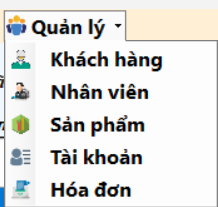 Quản lý
Khách hàng
Nhân viên
Sản phẩm
Tài khoản
Hóa đơn